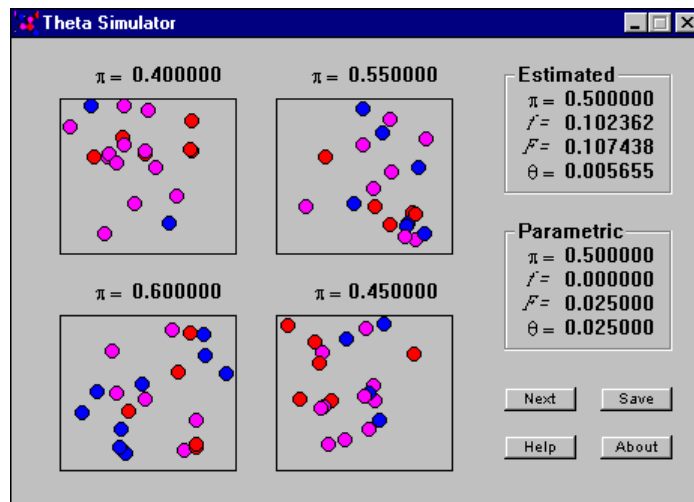 Theta Simulator
π = 0.400000
π = 0.550000
π = 0.600000
π = 0.450000
Estimated
π = 0.500000
f = 0.102362
F = 0.107438
θ = 0.005655
Parametric
π = 0.500000
f = 0.000000
F = 0.025000
θ = 0.025000
Next
Save
Help
About